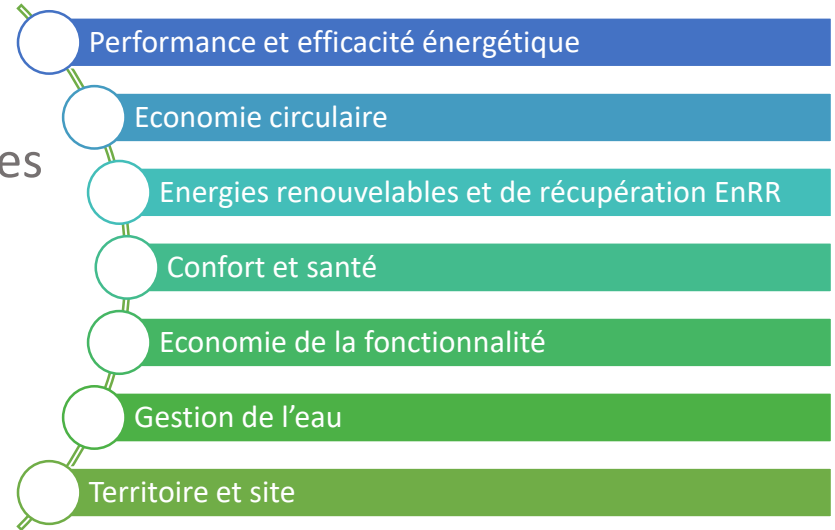 Performance et efficacité énergétique
Economie circulaire
es
Energies renouvelables et de récupération EnRR
Confort et santé
Economie de la fonctionnalité
Gestion de l’eau
Territoire et site